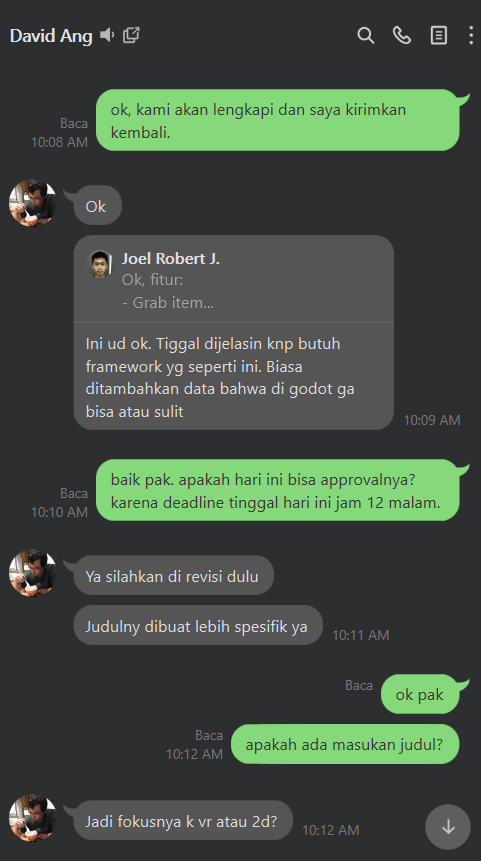 David Ang
ok, kami akan lengkapi dan saya kirimkan
kembali.
Baca
10:08 AM
Ok
Joel Robert J.
Ok, fitur:
- Grab item...
Ini ud ok. Tiggal dijelasin knp butuh
framework yg seperti ini. Biasa
ditambahkan data bahwa di godot ga
bisa atau sulit
10:09 AM
baik pak. apakah hari ini bisa approvalnya?
karena deadline tinggal hari ini jam 12 malam.
Baca
10:10 AM
Ya silahkan di revisi dulu
Judulny dibuat lebih spesifik ya
10:11 AM
Baca
ok pak
Baca
10:12 AM
apakah ada masukan judul?
Jadi fokusnya k vr atau 2d?
10:12 AM